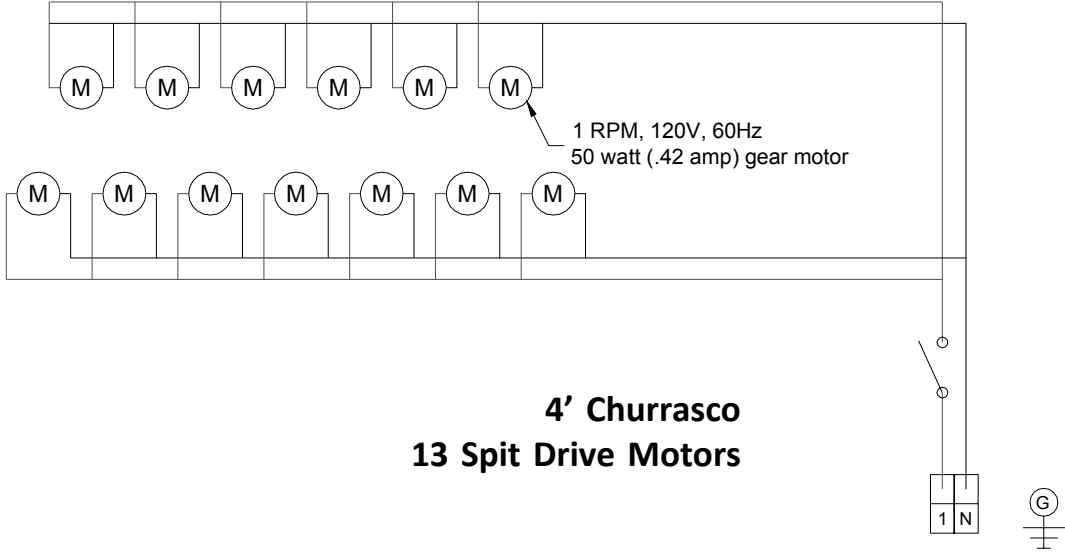 M M M M M M
1 RPM, 120V, 60Hz
50 watt (.42 amp) gear motor
M M M M M M M
4’ Churrasco
13 Spit Drive Motors
1 N
G